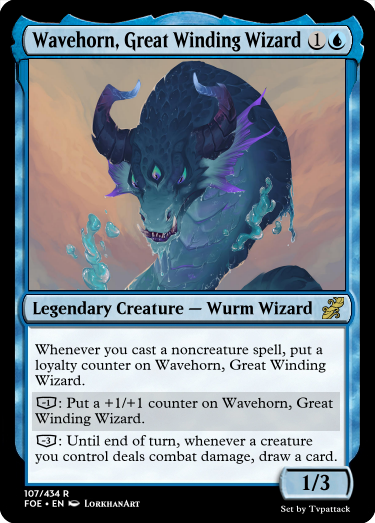 Wavehorn, Great Winding Wizard 1
Legendary Creature — Wurm Wizard
Whenever you cast a noncreature spell, put a
loyalty counter on Wavehorn, Great Winding
Wizard.
-1: Put a +1/+1 counter on Wavehorn, Great
Winding Wizard.
-3: Until end of turn, whenever a creature
you control deals combat damage, draw a card.
1/3
107/434 R
FOE • EN LorkhanArt
Set by Tvpattack